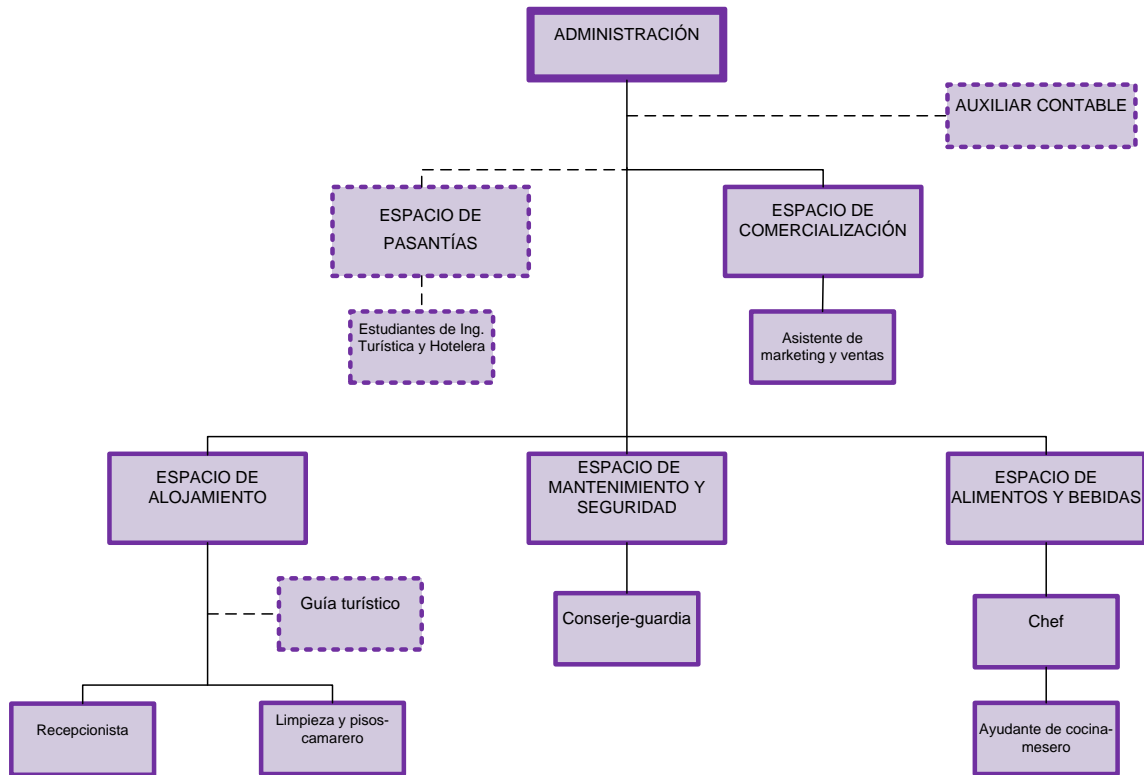 ADMINISTRACIÓN
AUXILIAR CONTABLE
ESPACIO DE
PASANTÍAS
ESPACIO DE
COMERCIALIZACIÓN
Estudiantes de Ing.
Turística y Hotelera
Asistente de
marketing y ventas
ESPACIO DE
ALOJAMIENTO
ESPACIO DE
MANTENIMIENTO Y
SEGURIDAD
ESPACIO DE
ALIMENTOS Y BEBIDAS
Guía turístico
Conserje-guardia
Chef
Recepcionista
Limpieza y pisos-
camarero
Ayudante de cocina-
mesero